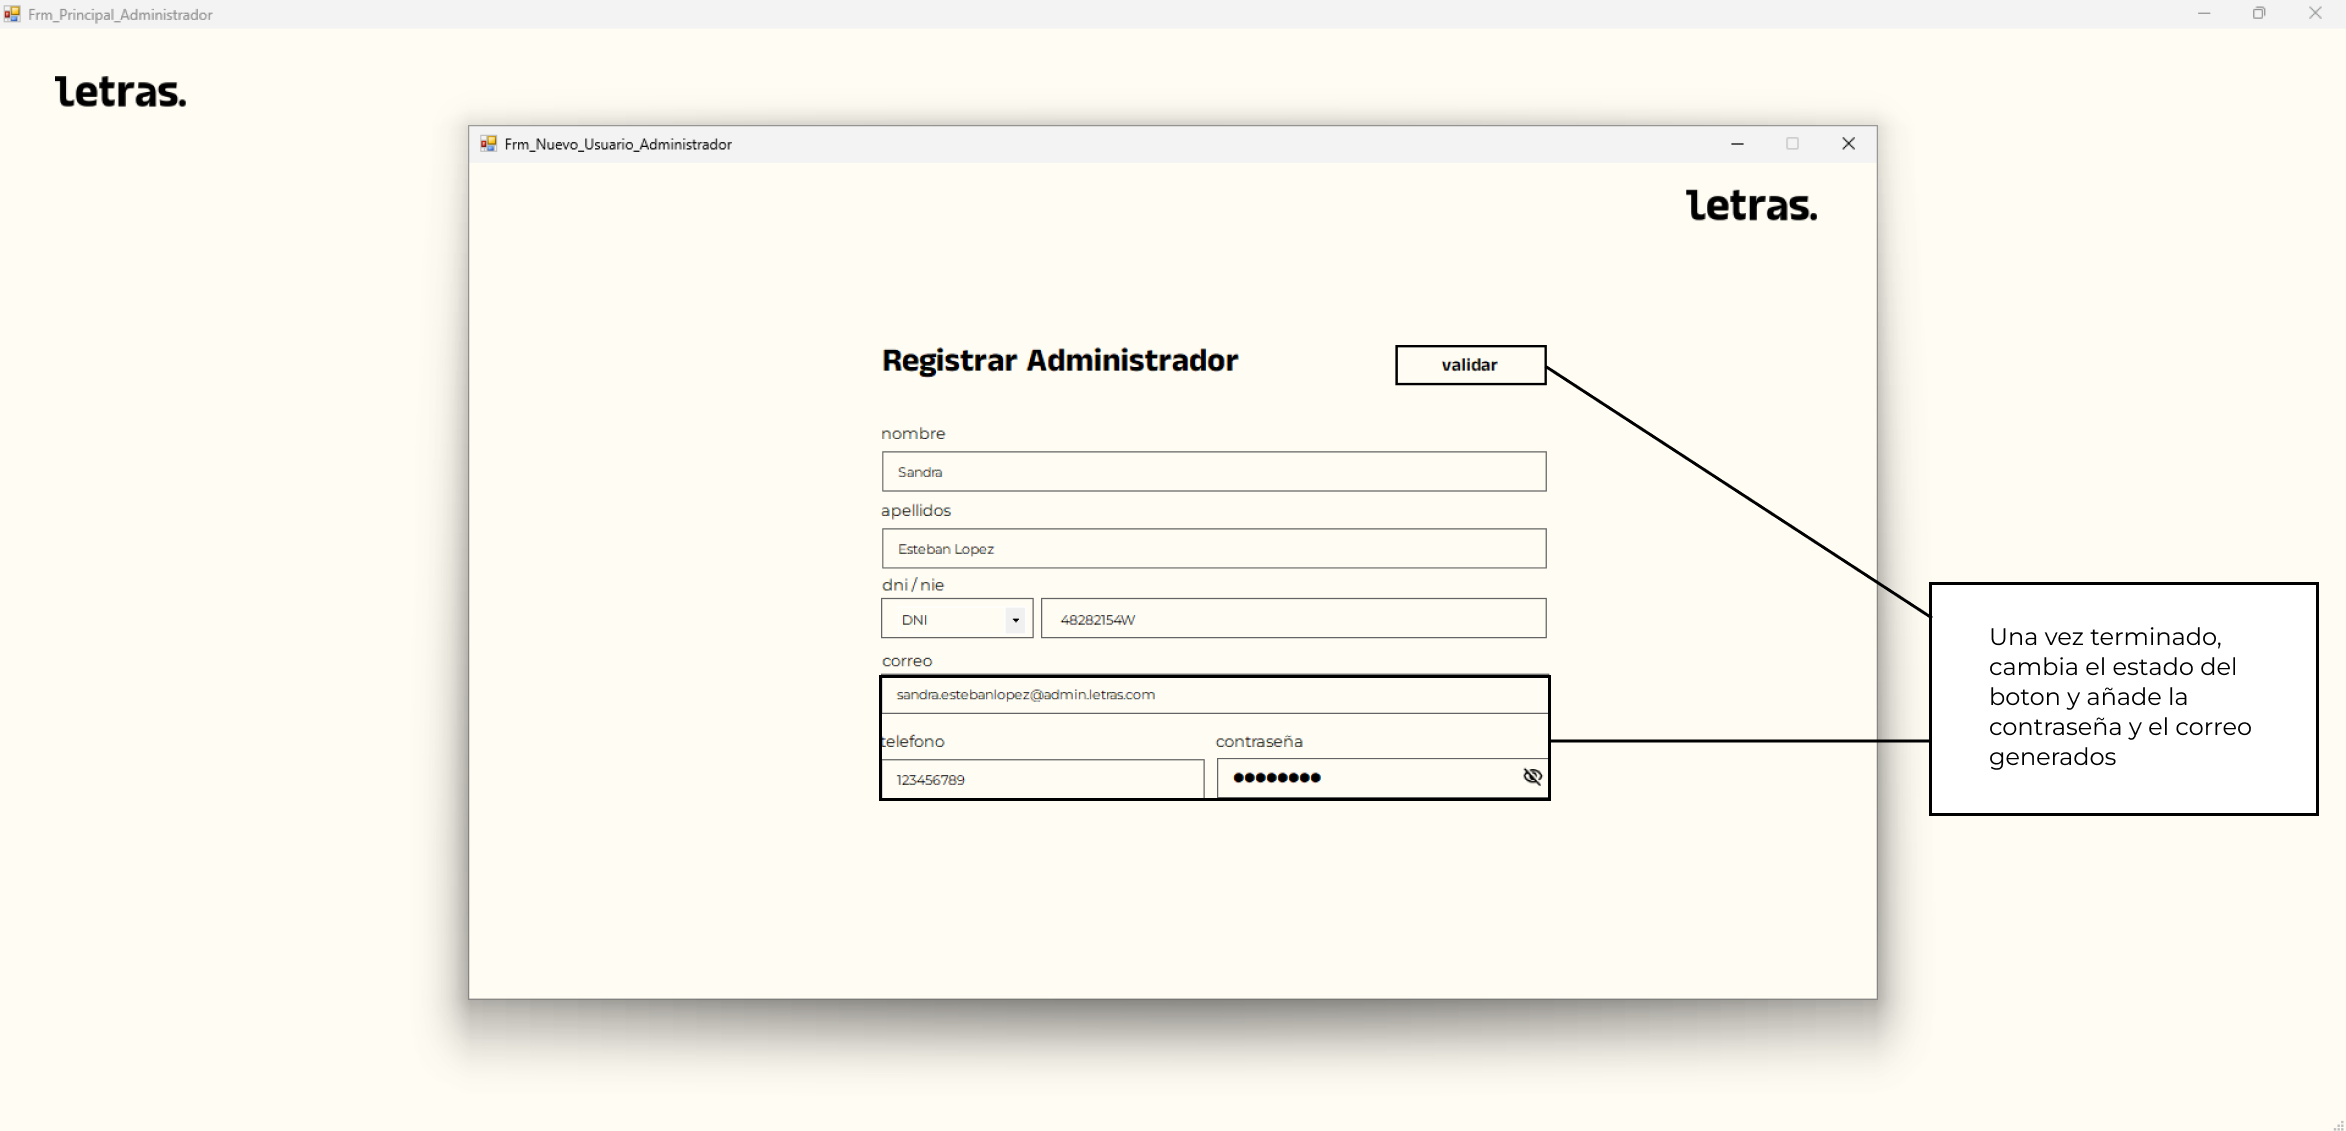 Frm_Principal_Administrador
letras.
Frm_Nuevo_Usuario_Administrador
letras.
Registrar Administrador
validar
nombre
Sandra
apellidos
Esteban Lopez
dni / nie
DNI
48282154W
correo
sandra.estebanlopez@admin.letras.com
telefono
contraseña
123456789
●●●●●●●●
Una vez terminado,
cambia el estado del
boton y añade la
contraseña y el correo
generados